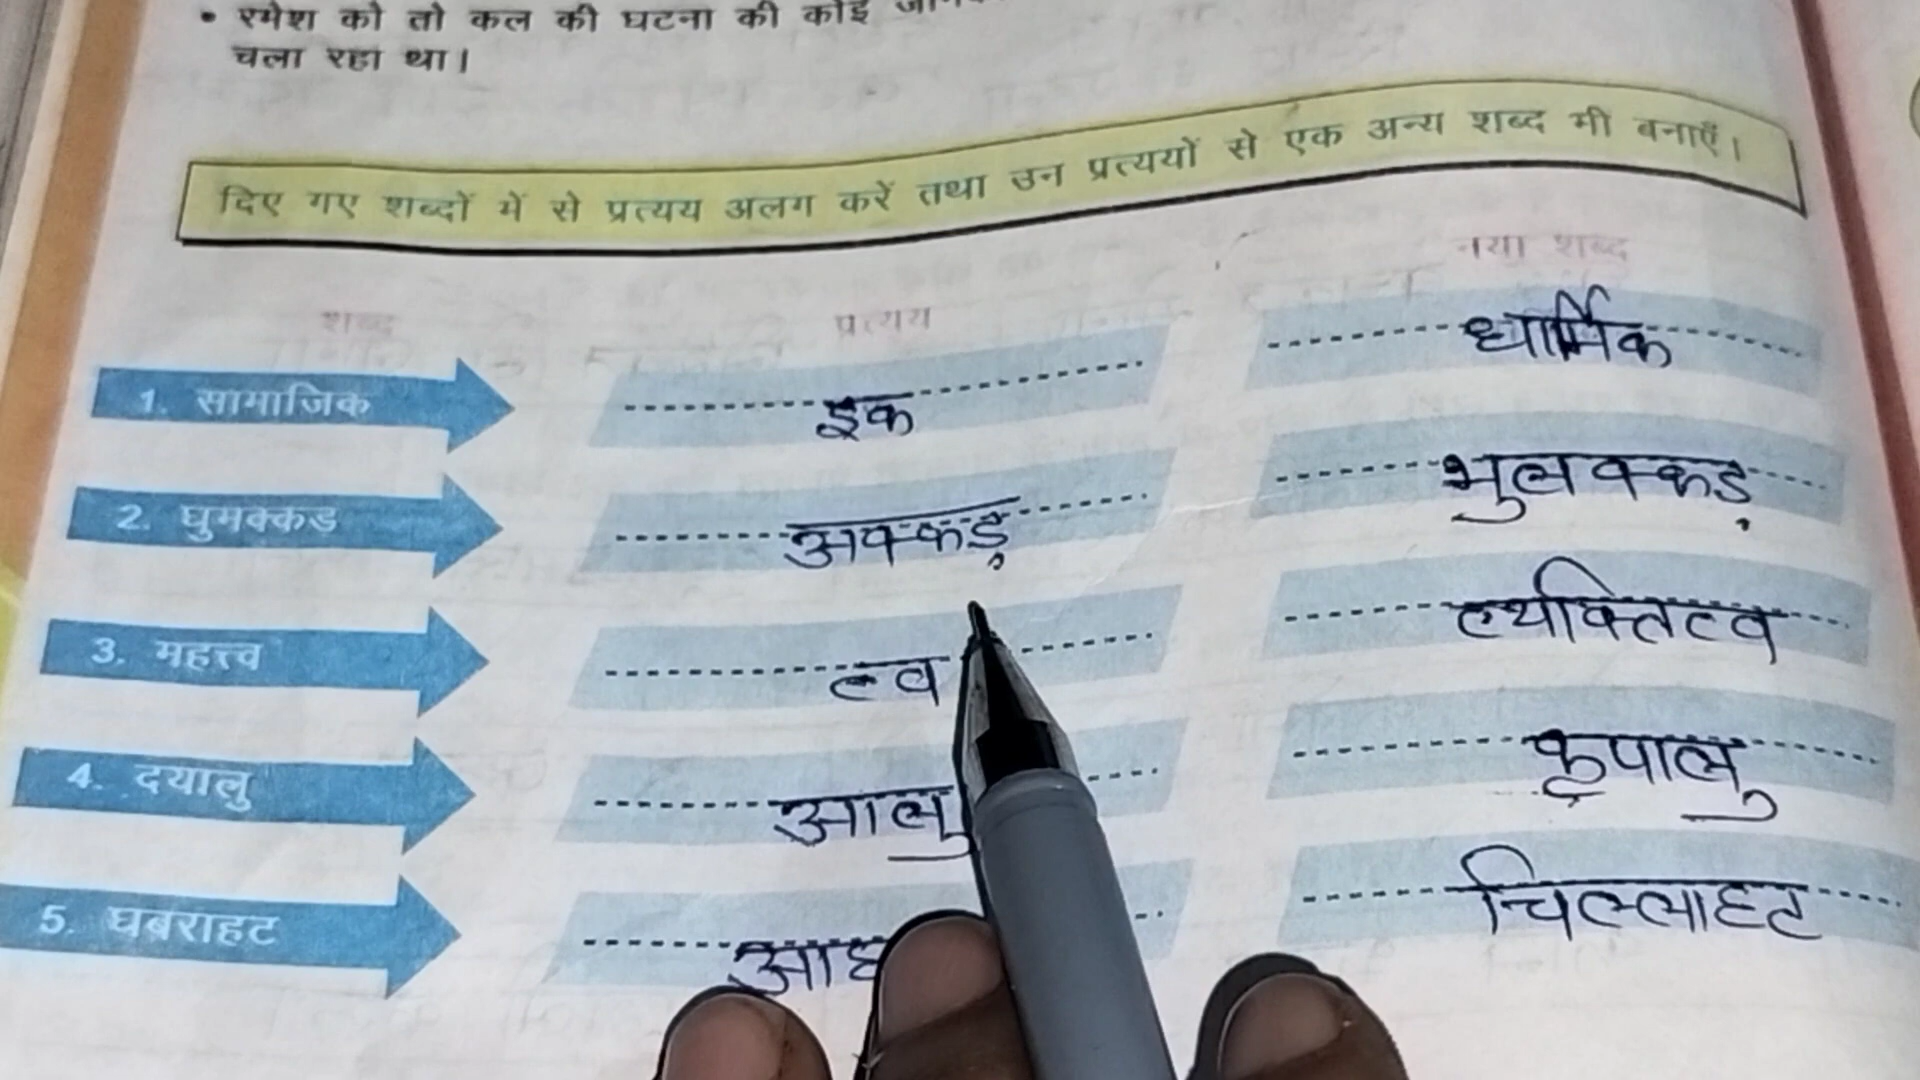 • रमेश को तो कल की घटना की कोई
चला रहा था।
दिए गए शब्दों में से प्रत्यय अलग करें तथा उन प्रत्ययों से एक अन्य शब्द भी बनाएँ।
शब्द प्रत्यय नया शब्द
1. सामाजिक इक धार्मिक
2. घुमक्कड़ अक्कड़ भुलक्कड़
3. महत्त्व त्व व्यक्तित्व
4. दयालु आलु कृपालु
5. घबराहट चिल्लाहट